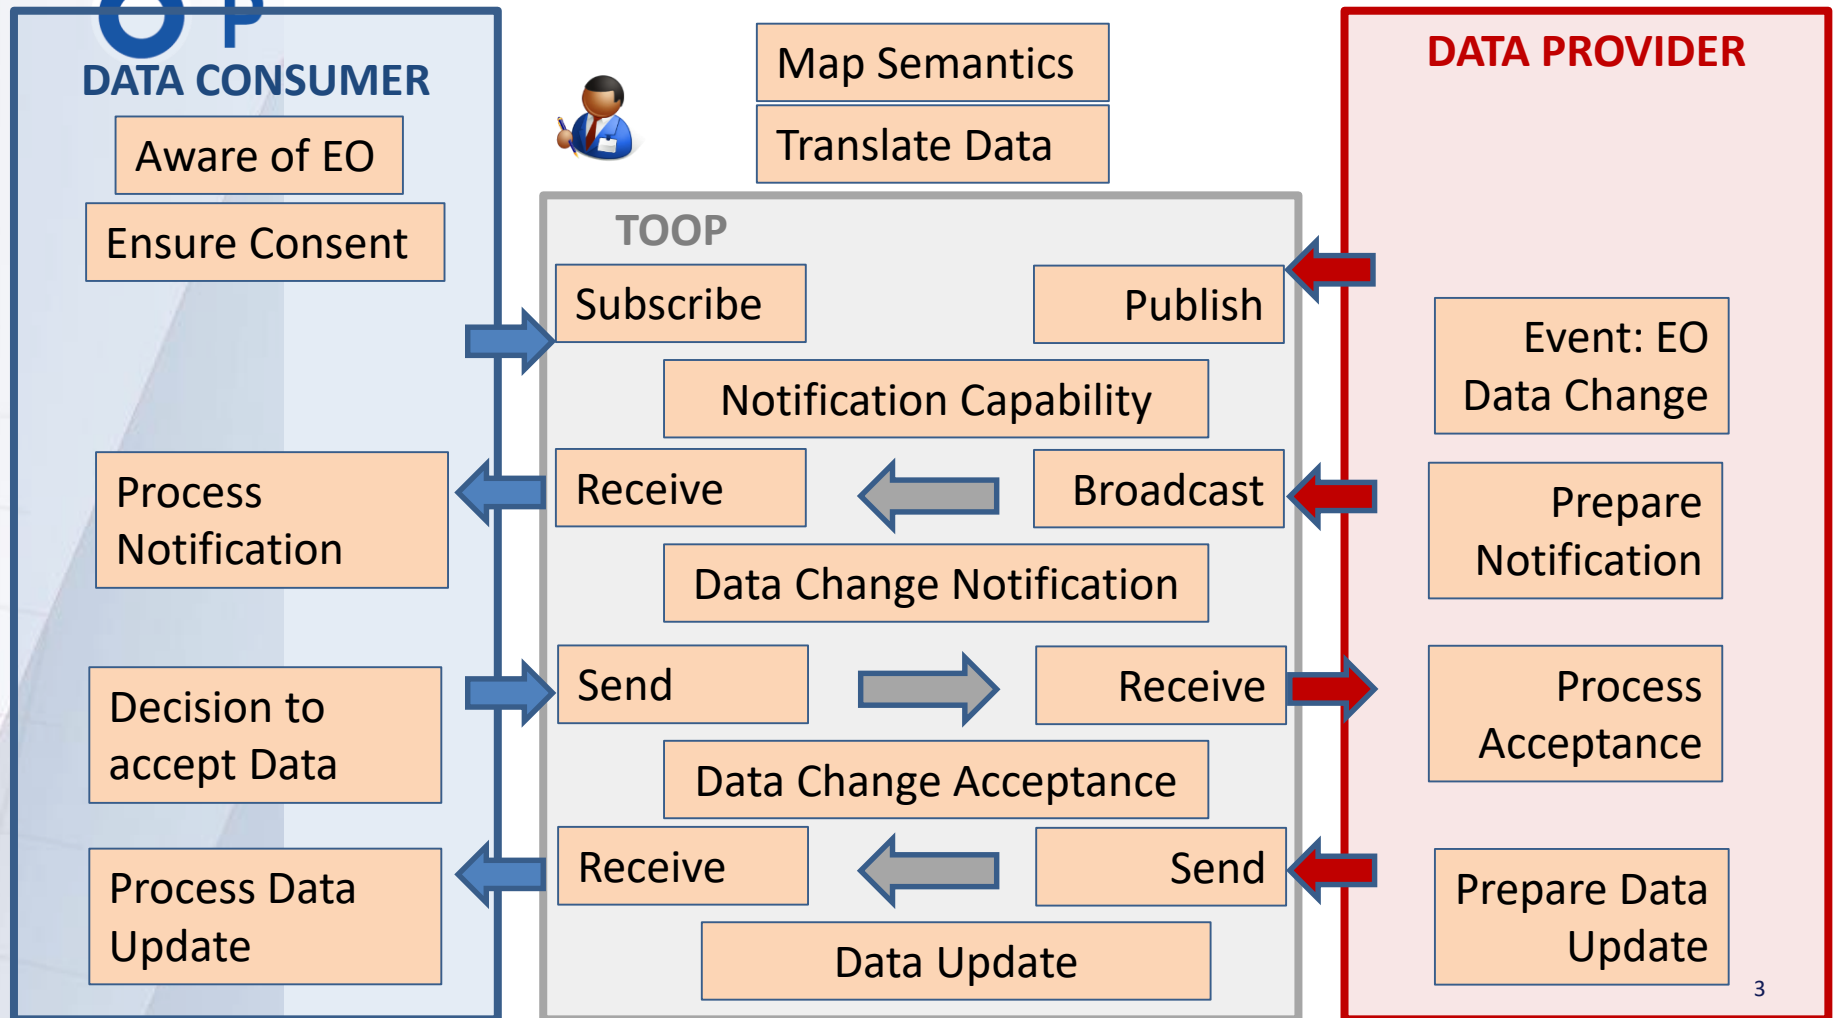 OP
DATA CONSUMER
Aware of EO
Ensure Consent
Process
Notification
Decision to
accept Data
Process Data
Update
Map Semantics
Translate Data
TOOP
Subscribe
Publish
Notification Capability
Receive
Broadcast
Data Change Notification
Send
Receive
Data Change Acceptance
Receive
Send
Data Update
DATA PROVIDER
Event: EO
Data Change
Prepare
Notification
Process
Acceptance
Prepare Data
Update
3